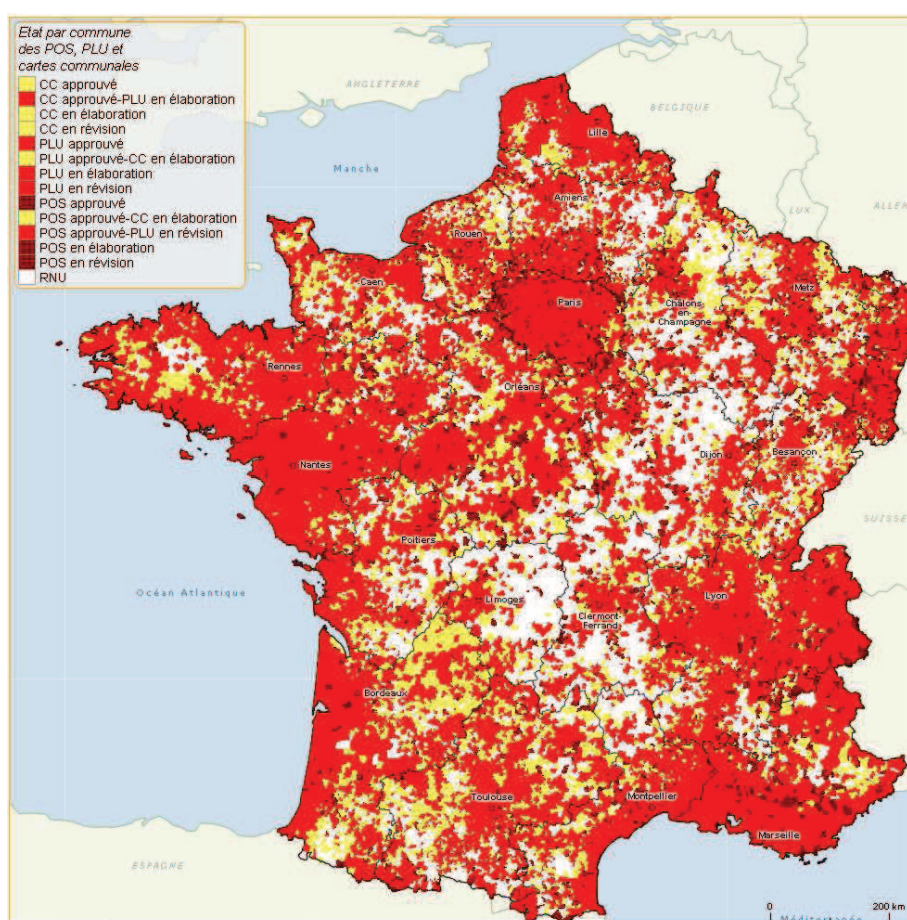 Etat par commune
des POS, PLU et
cartes communales
CC approuvé
CC approuvé-PLU en élaboration
CC en élaboration
CC en révision
PLU approuvé
PLU approuvé-CC en élaboration
PLU en élaboration
PLU en révision
POS approuvé
POS approuvé-CC en élaboration
POS approuvé-PLU en révision
POS en élaboration
POS en révision
RNU
ANGLETERRE
BELGIQUE
Lille
Manche
Amiens
LUX
ALLEM
Rouen
Caen
Metz
Paris
Châlons
en-
Champagne
Rennes
Orléans
Dijon
Besançon
Nantes
SUISSE
Poitiers
Océan Atlantique
Limoges
Lyon
Clermont-
Ferrand
Bordeaux
Toulouse
Montpellier
Marseille
ESPAGNE
0 200 km
Méditerranée